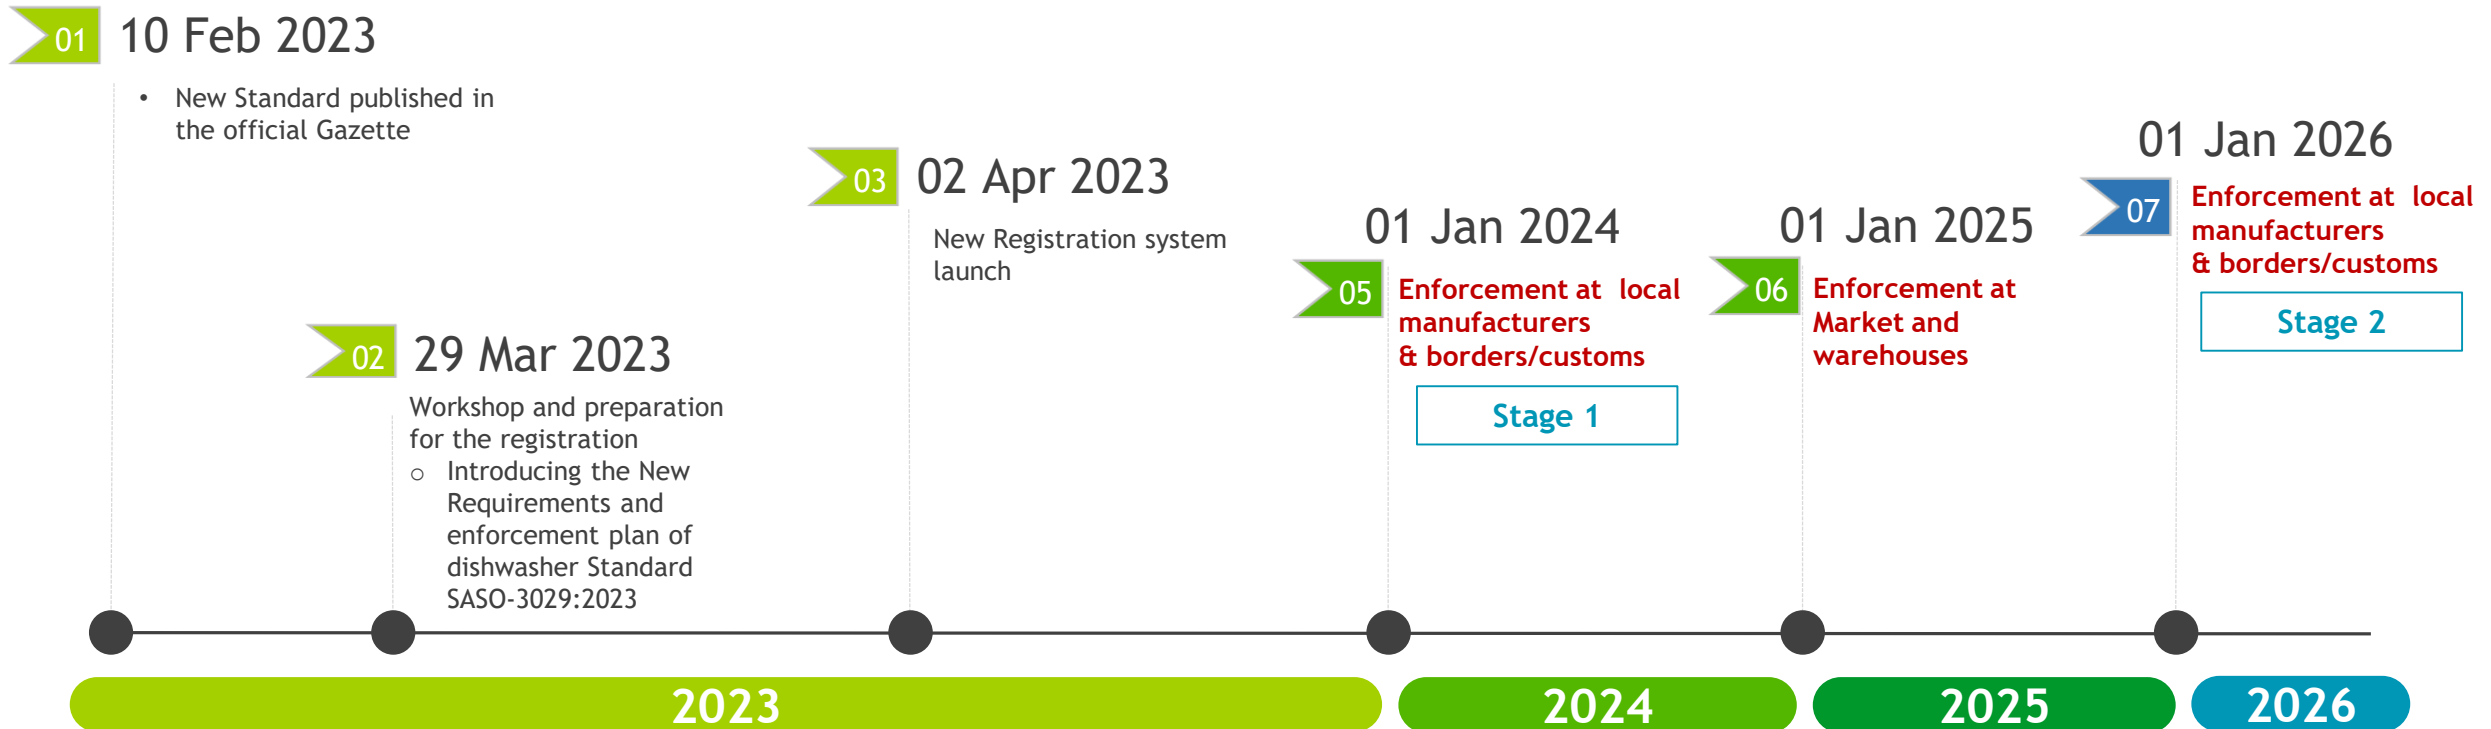 01
10 Feb 2023
• New Standard published in
the official Gazette
02
29 Mar 2023
Workshop and preparation
for the registration
o Introducing the New
Requirements and
enforcement plan of
dishwasher Standard
SASO-3029:2023
03
02 Apr 2023
New Registration system
launch
01 Jan 2024
05
Enforcement at local
manufacturers
& borders/customs
Stage 1
01 Jan 2025
06
Enforcement at
Market and
warehouses
01 Jan 2026
07
Enforcement at local
manufacturers
& borders/customs
Stage 2
2023
2024
2025
2026